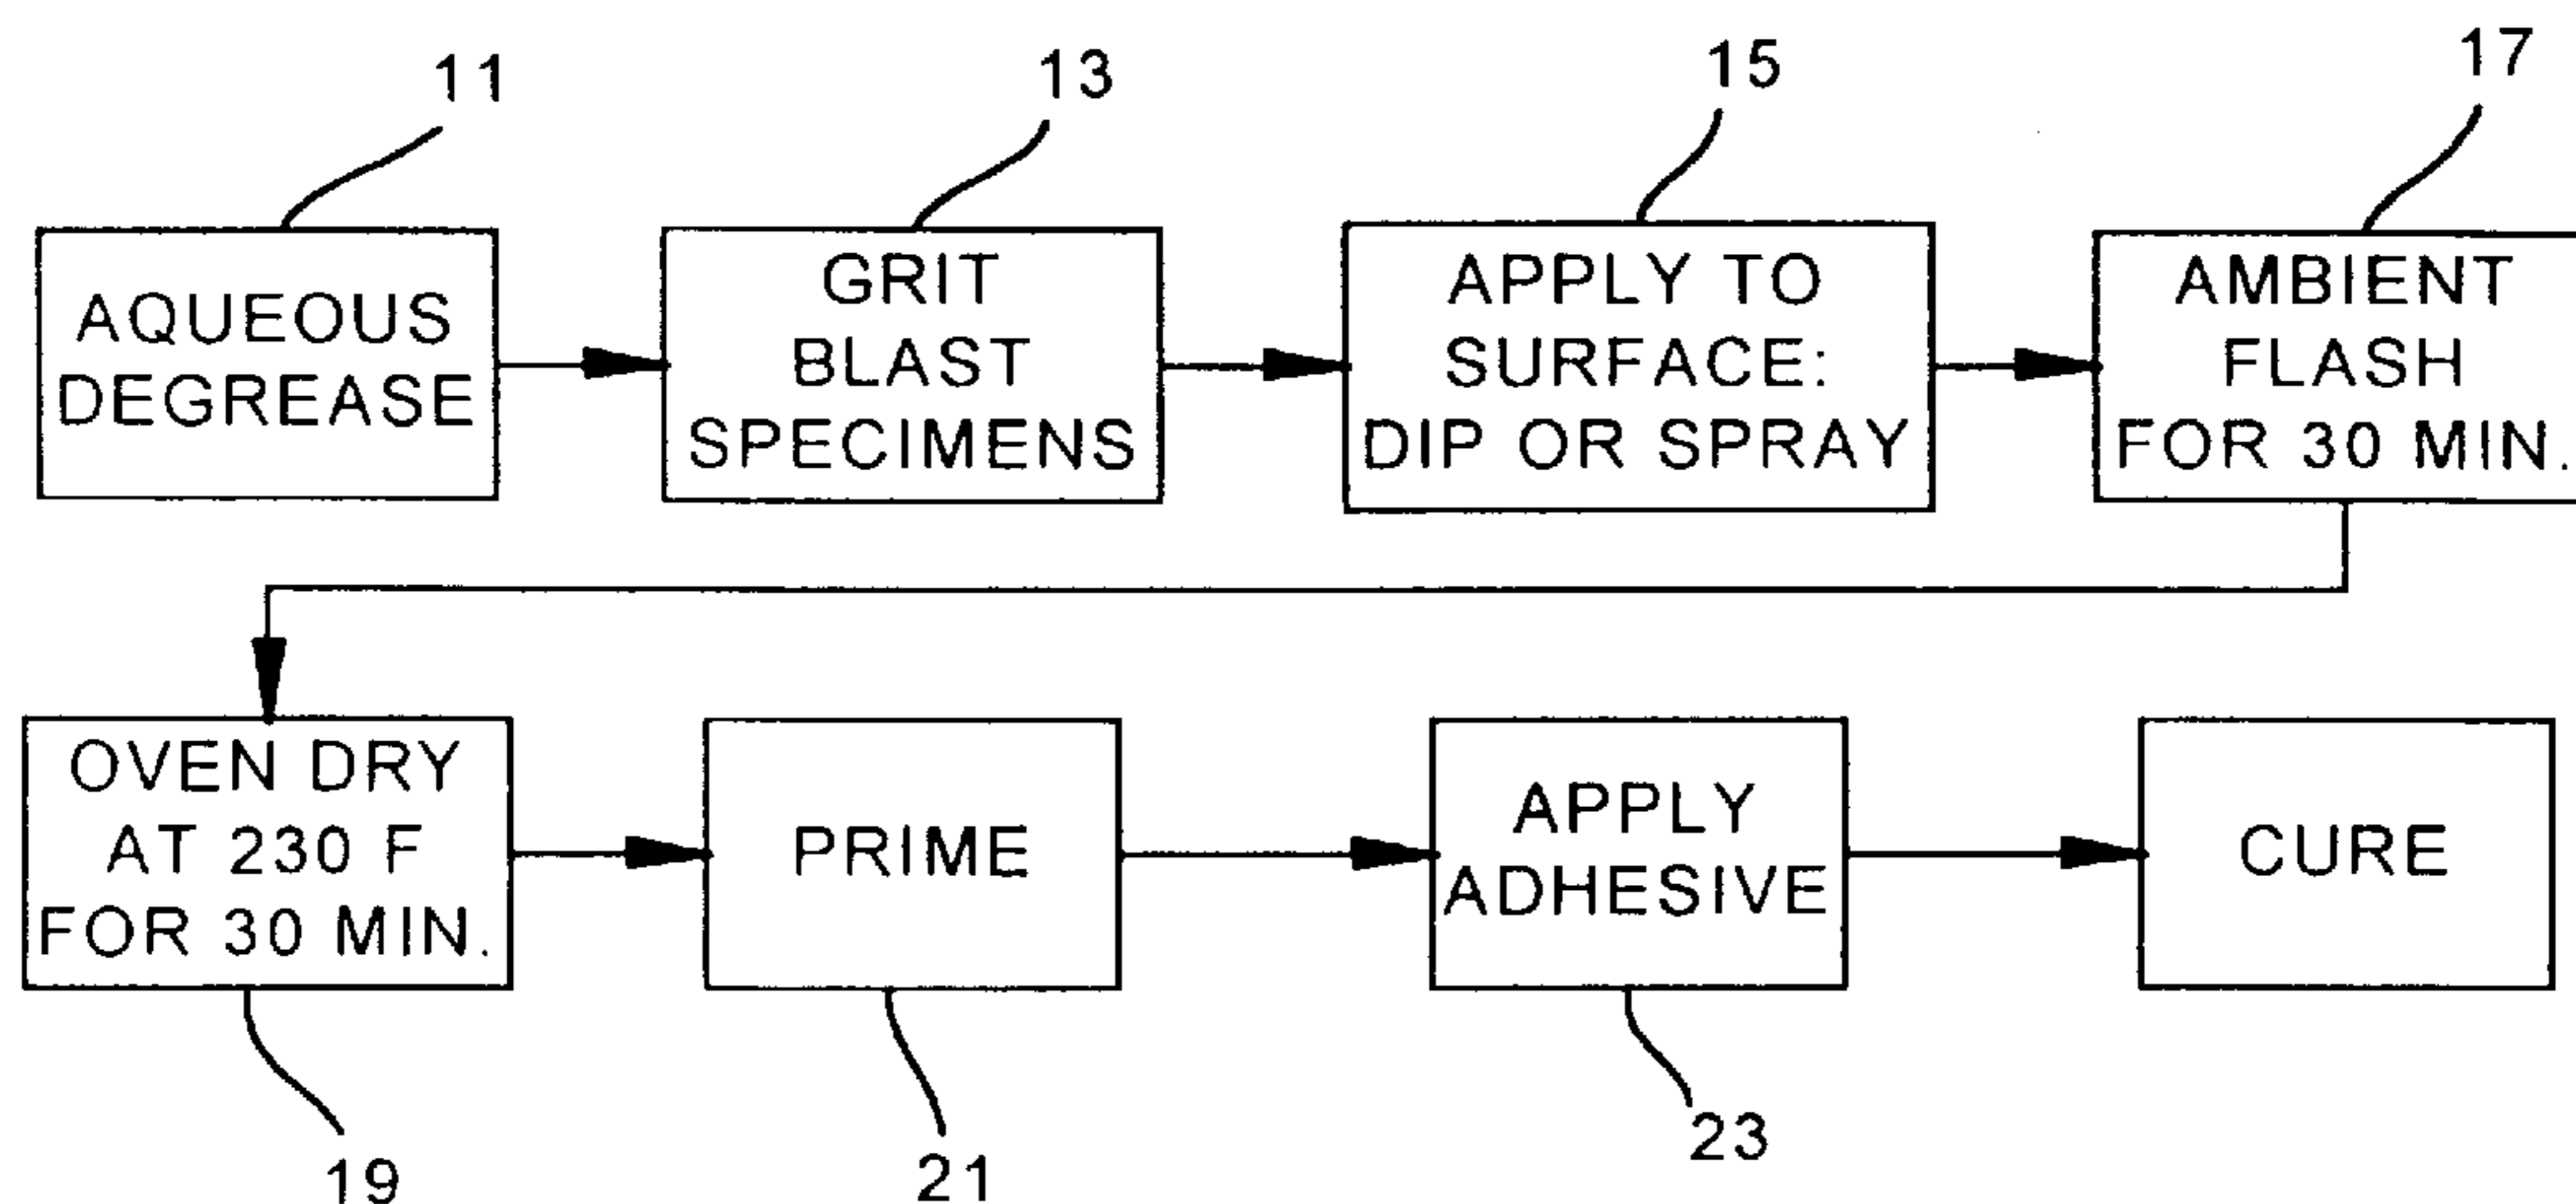 11
13
15
17
AQUEOUS
DEGREASE
GRIT
BLAST
SPECIMENS
APPLY TO
SURFACE:
DIP OR SPRAY
AMBIENT
FLASH
FOR 30 MIN.
OVEN DRY
AT 230 F
FOR 30 MIN.
PRIME
APPLY
ADHESIVE
CURE
19
21
23